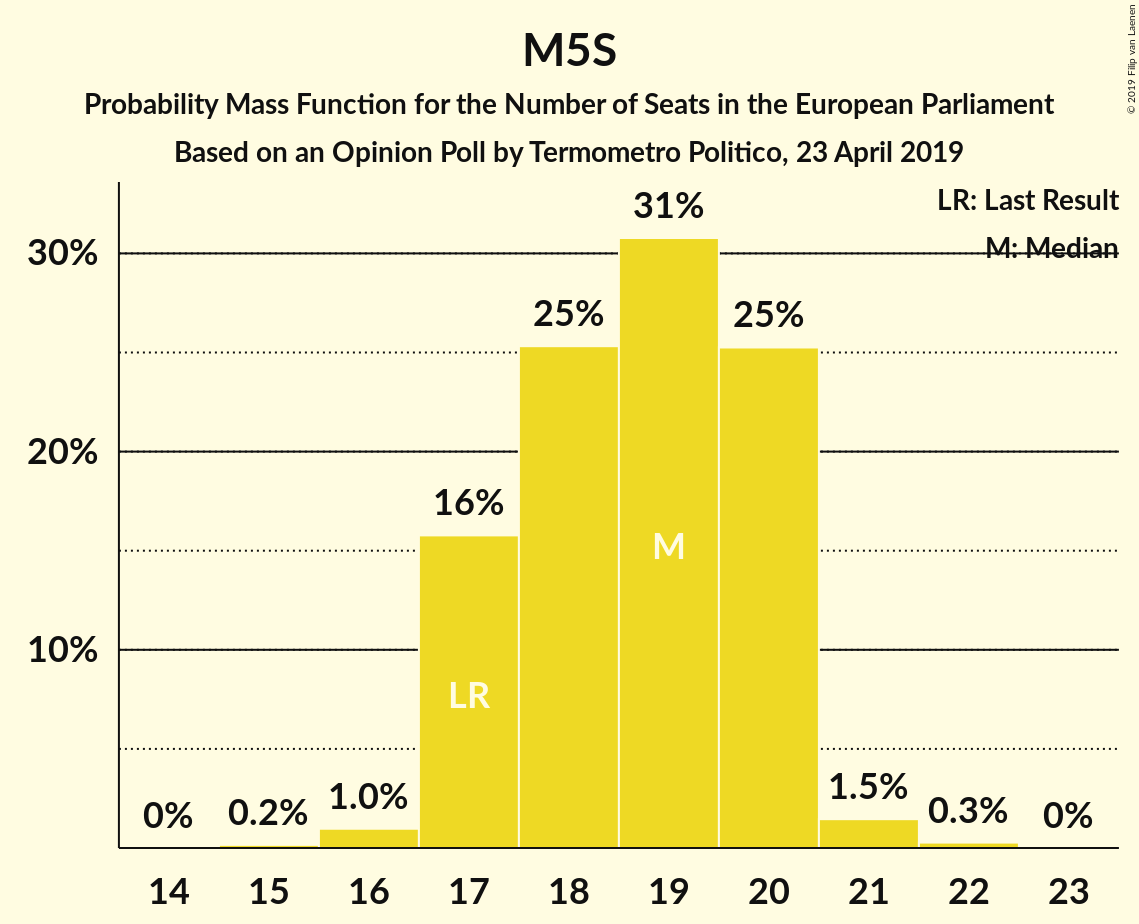 M5S
Probability Mass Function for the Number of Seats in the European Parliament
Based on an Opinion Poll by Termometro Politico, 23 April 2019
© 2019 Filip van Laenen
LR: Last Result
M: Median
30%
20%
10%
0%
0.2%
1.0%
16%
25%
31%
25%
1.5%
0.3%
0%
LR
M
14 15 16 17 18 19 20 21 22 23